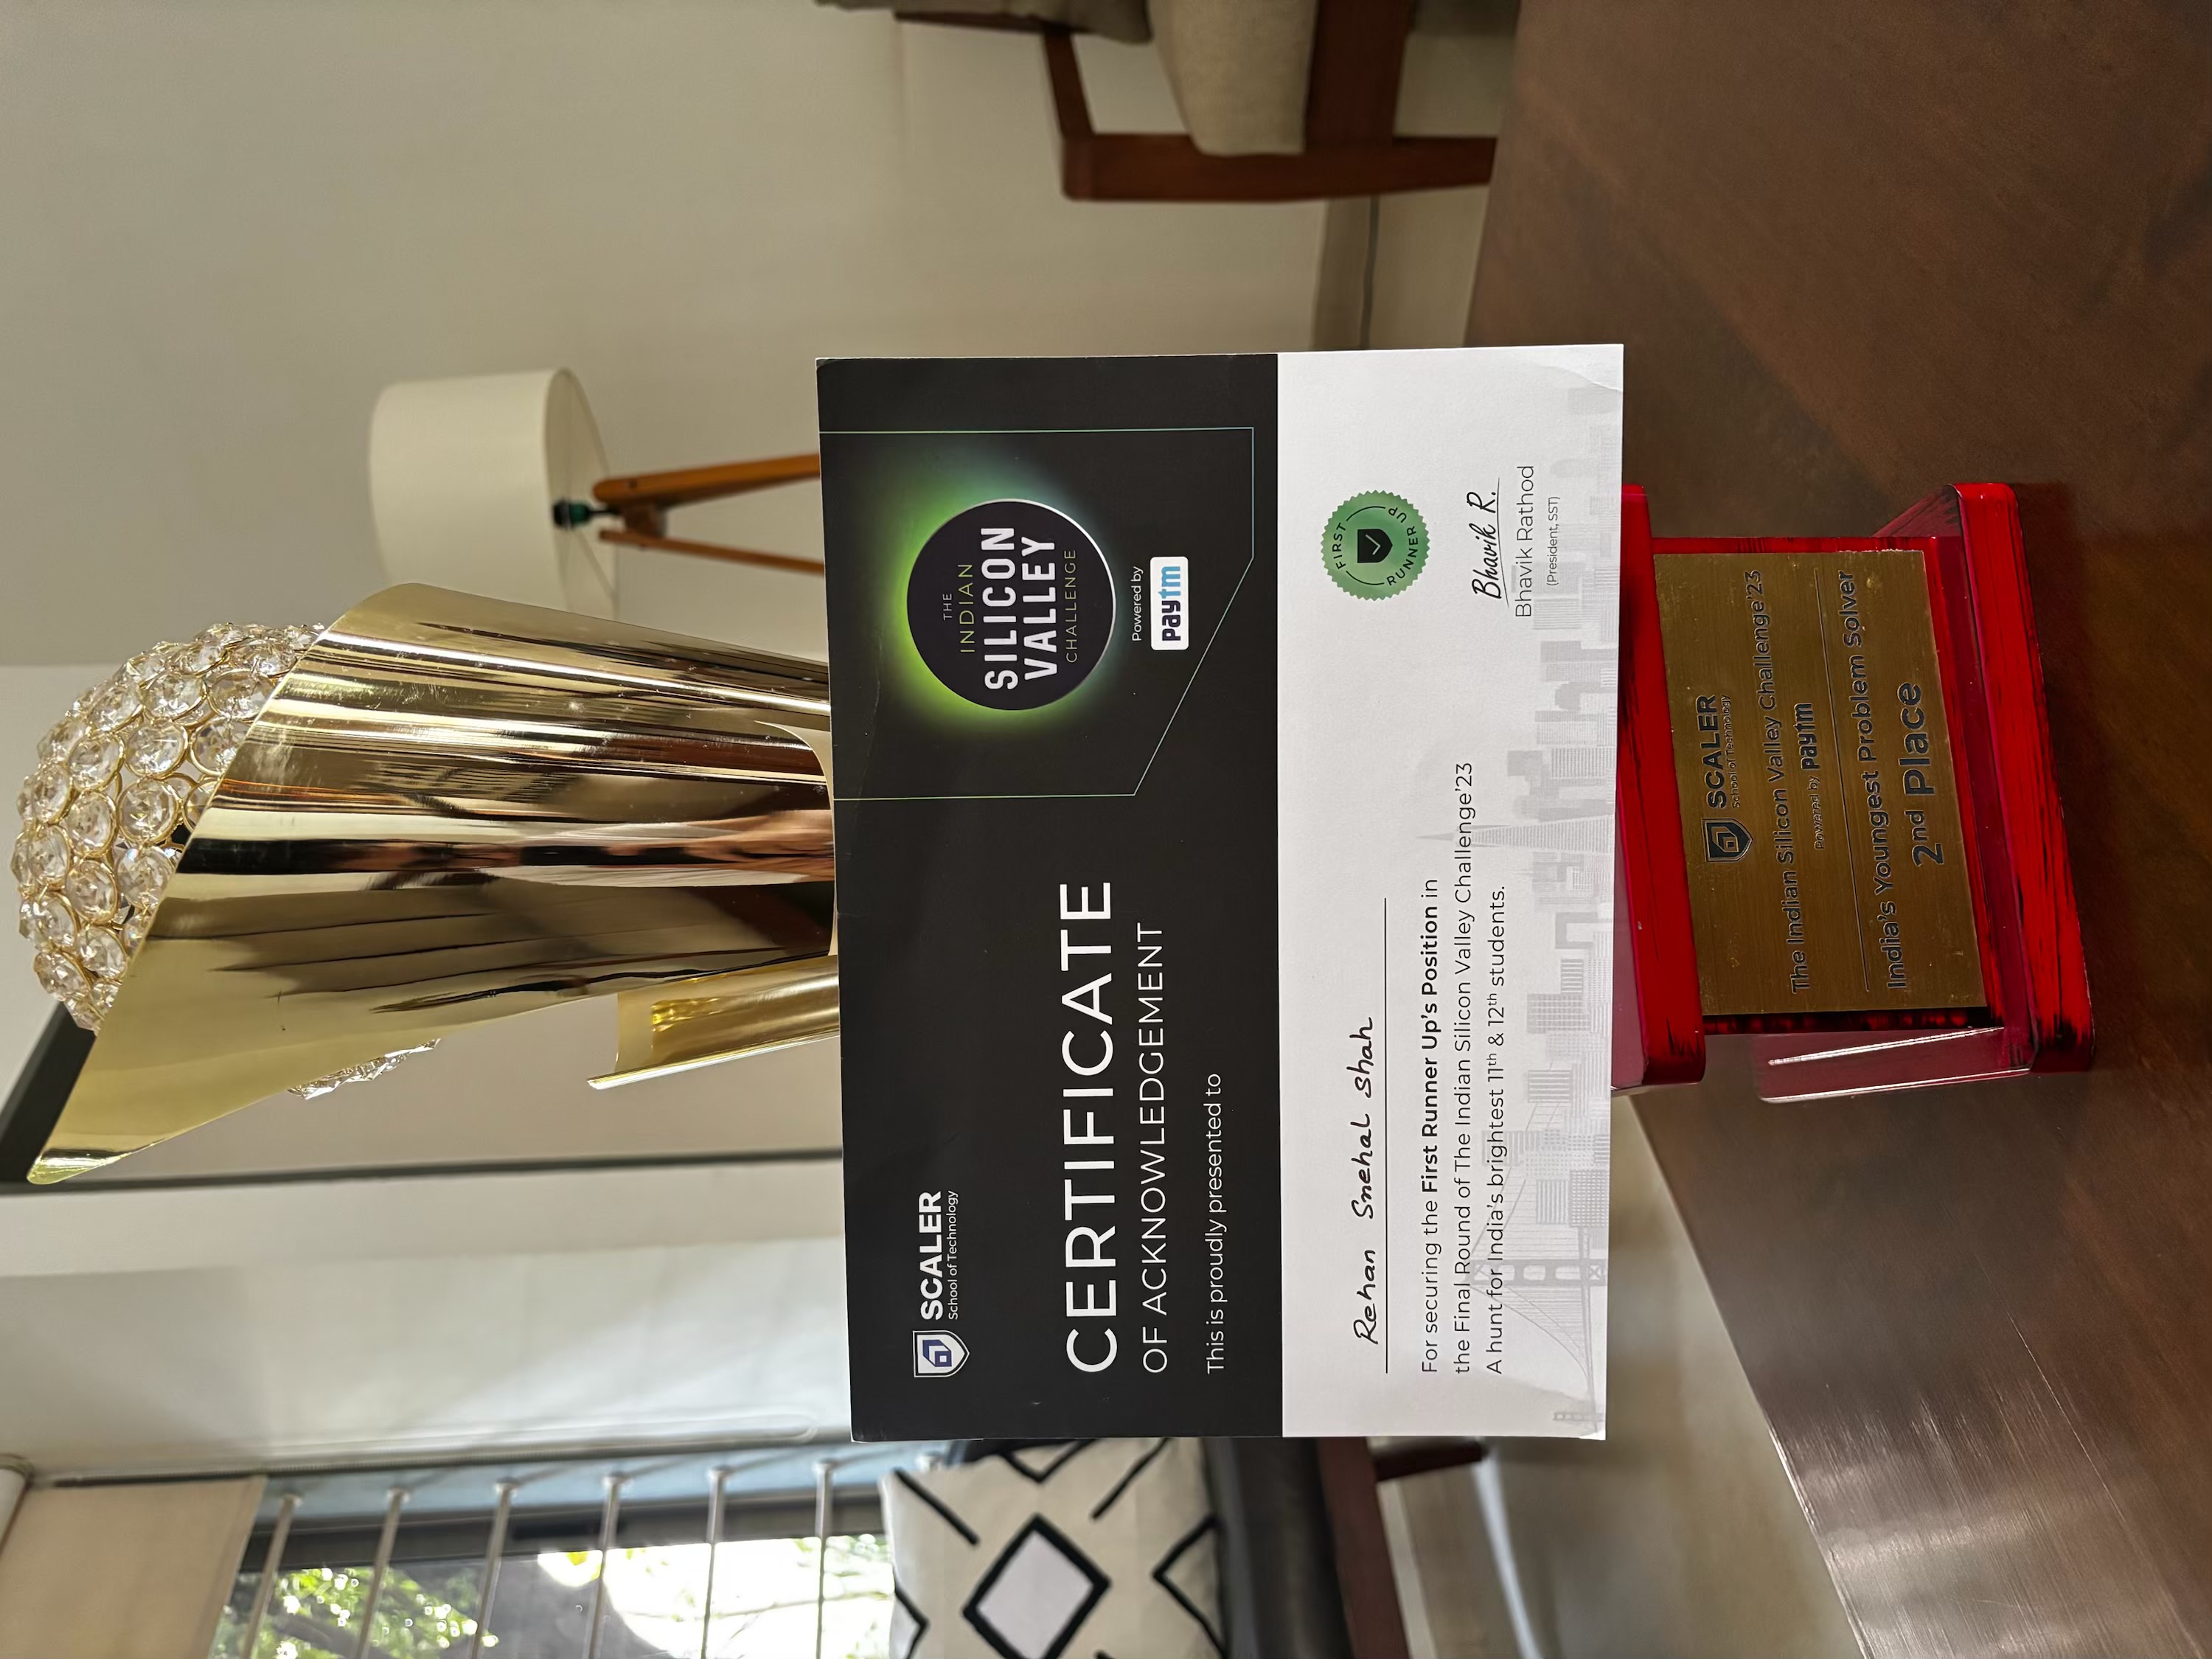 SCALER
School of Technology
THE
INDIAN
SILICON
VALLEY
CHALLENGE
Powered by
paytm
CERTIFICATE
OF ACKNOWLEDGEMENT
This is proudly presented to
Rehan Snehal Shah
For securing the First Runner Up's Position in
the Final Round of The Indian Silicon Valley Challenge'23
A hunt for India's brightest 11th & 12th students.
FIRST
RUNNER UP
Bhavik R.
Bhavik Rathod
(President, SST)
SCALER
School of Technology
The Indian Silicon Valley Challenge'23
Powered by paytm
India's Youngest Problem Solver
2nd Place